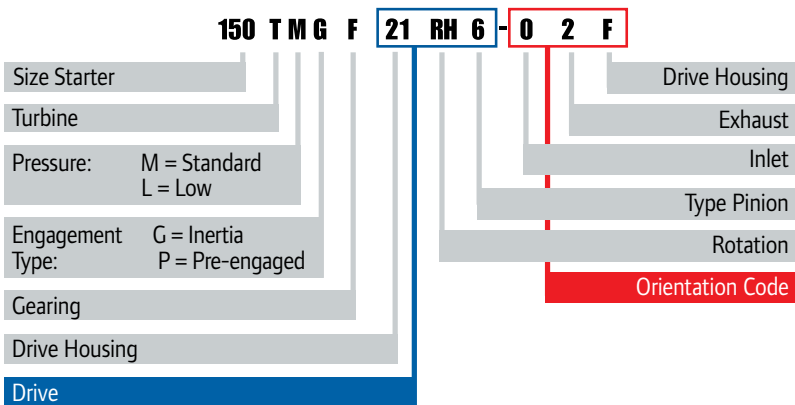 150 T M G F 21 RH 6 - 0 2 F
Size Starter
Turbine
Pressure: M = Standard
L = Low
Engagement G = Inertia
Type: P = Pre-engaged
Gearing
Drive Housing
Drive
Drive Housing
Exhaust
Inlet
Type Pinion
Rotation
Orientation Code